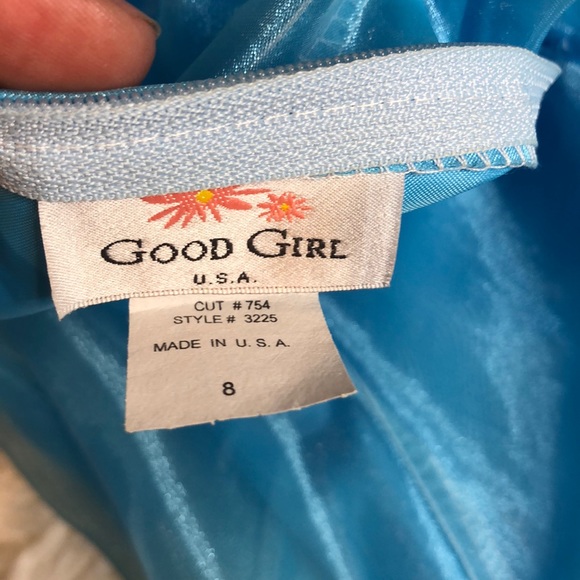 GOOD GIRL
U.S.A.
CUT # 754
STYLE # 3225
MADE IN U. S. A.
8